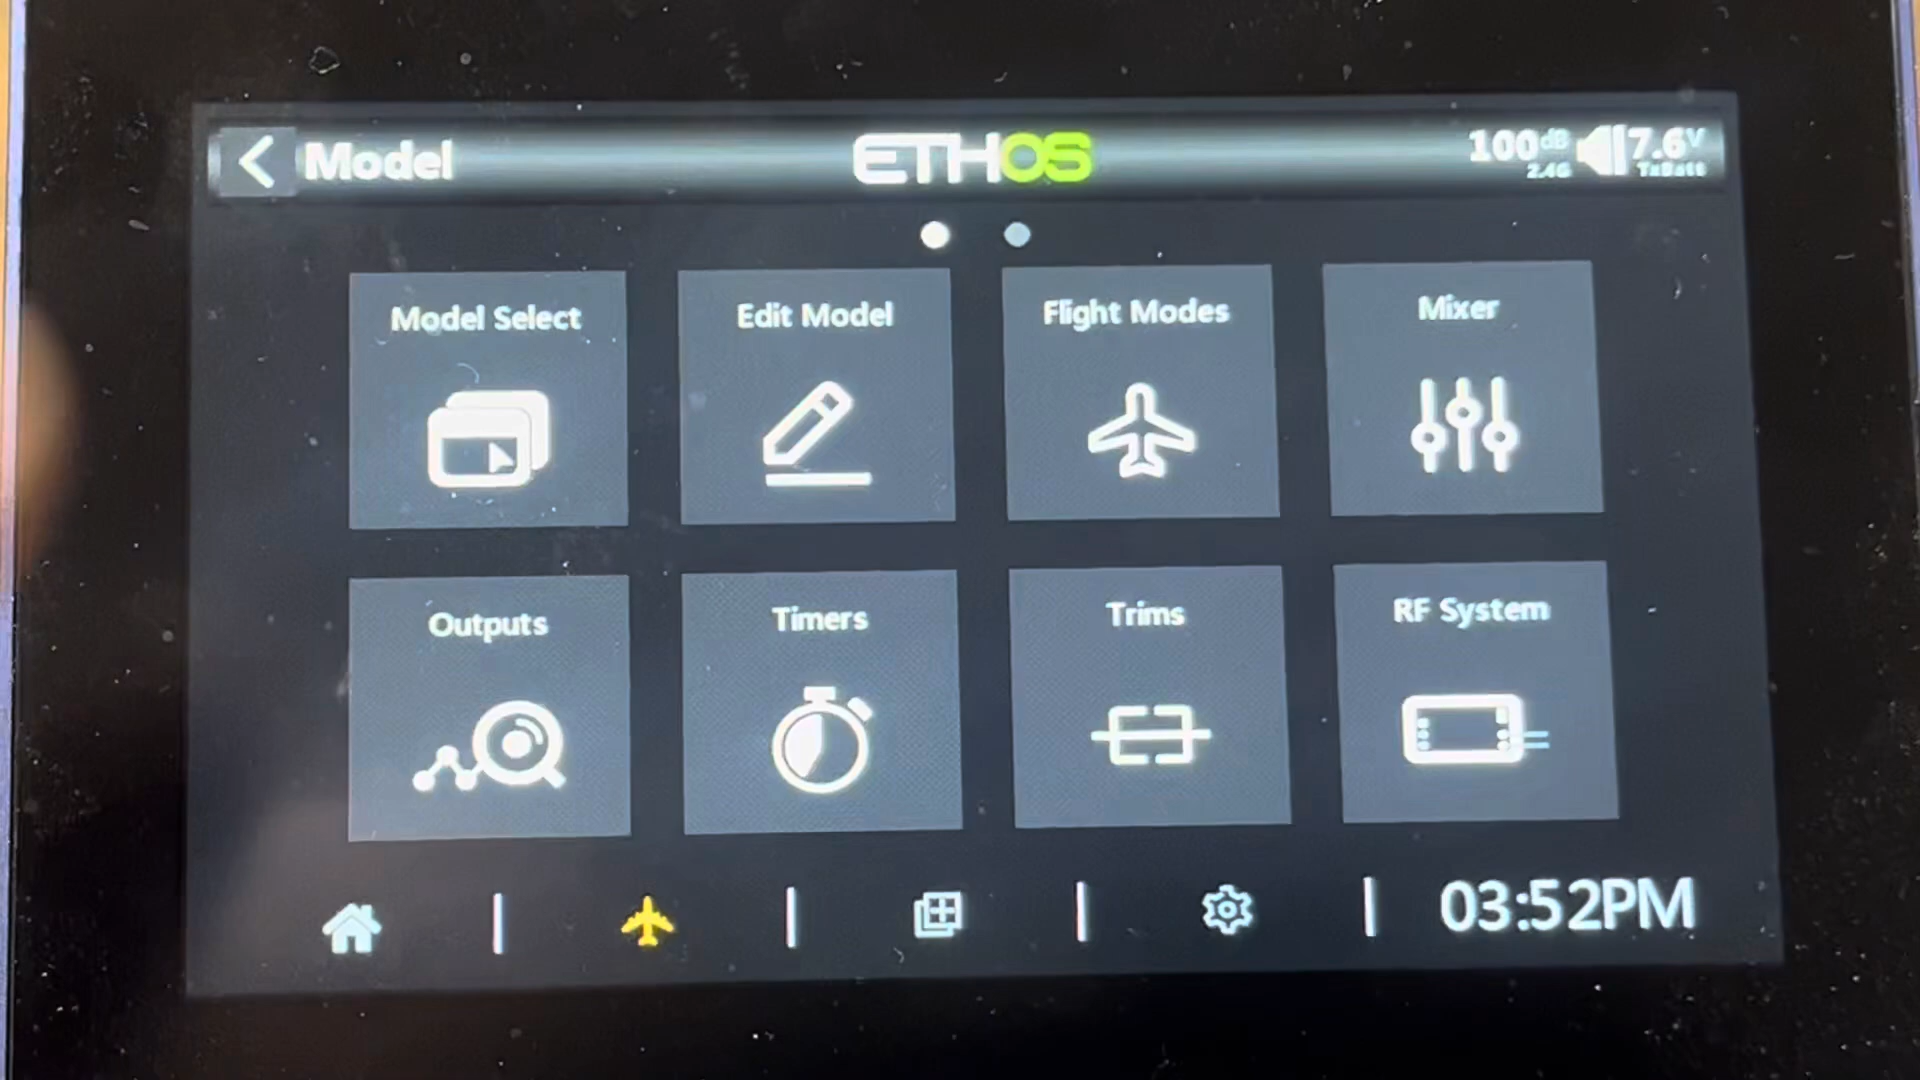 Model
ETHOS
100dB
2.4G
7.6V
TxBatt
Model Select
Edit Model
Flight Modes
Mixer
Outputs
Timers
Trims
RF System
03:52PM